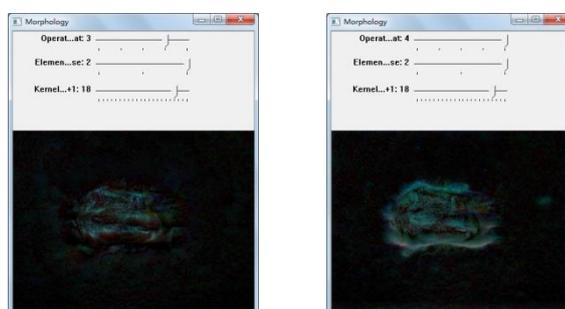 Morphology
Operat...at: 3
Elemen...se: 2
Kernel...+1: 18
Morphology
Operat...at: 4
Elemen...se: 2
Kernel...+1: 18